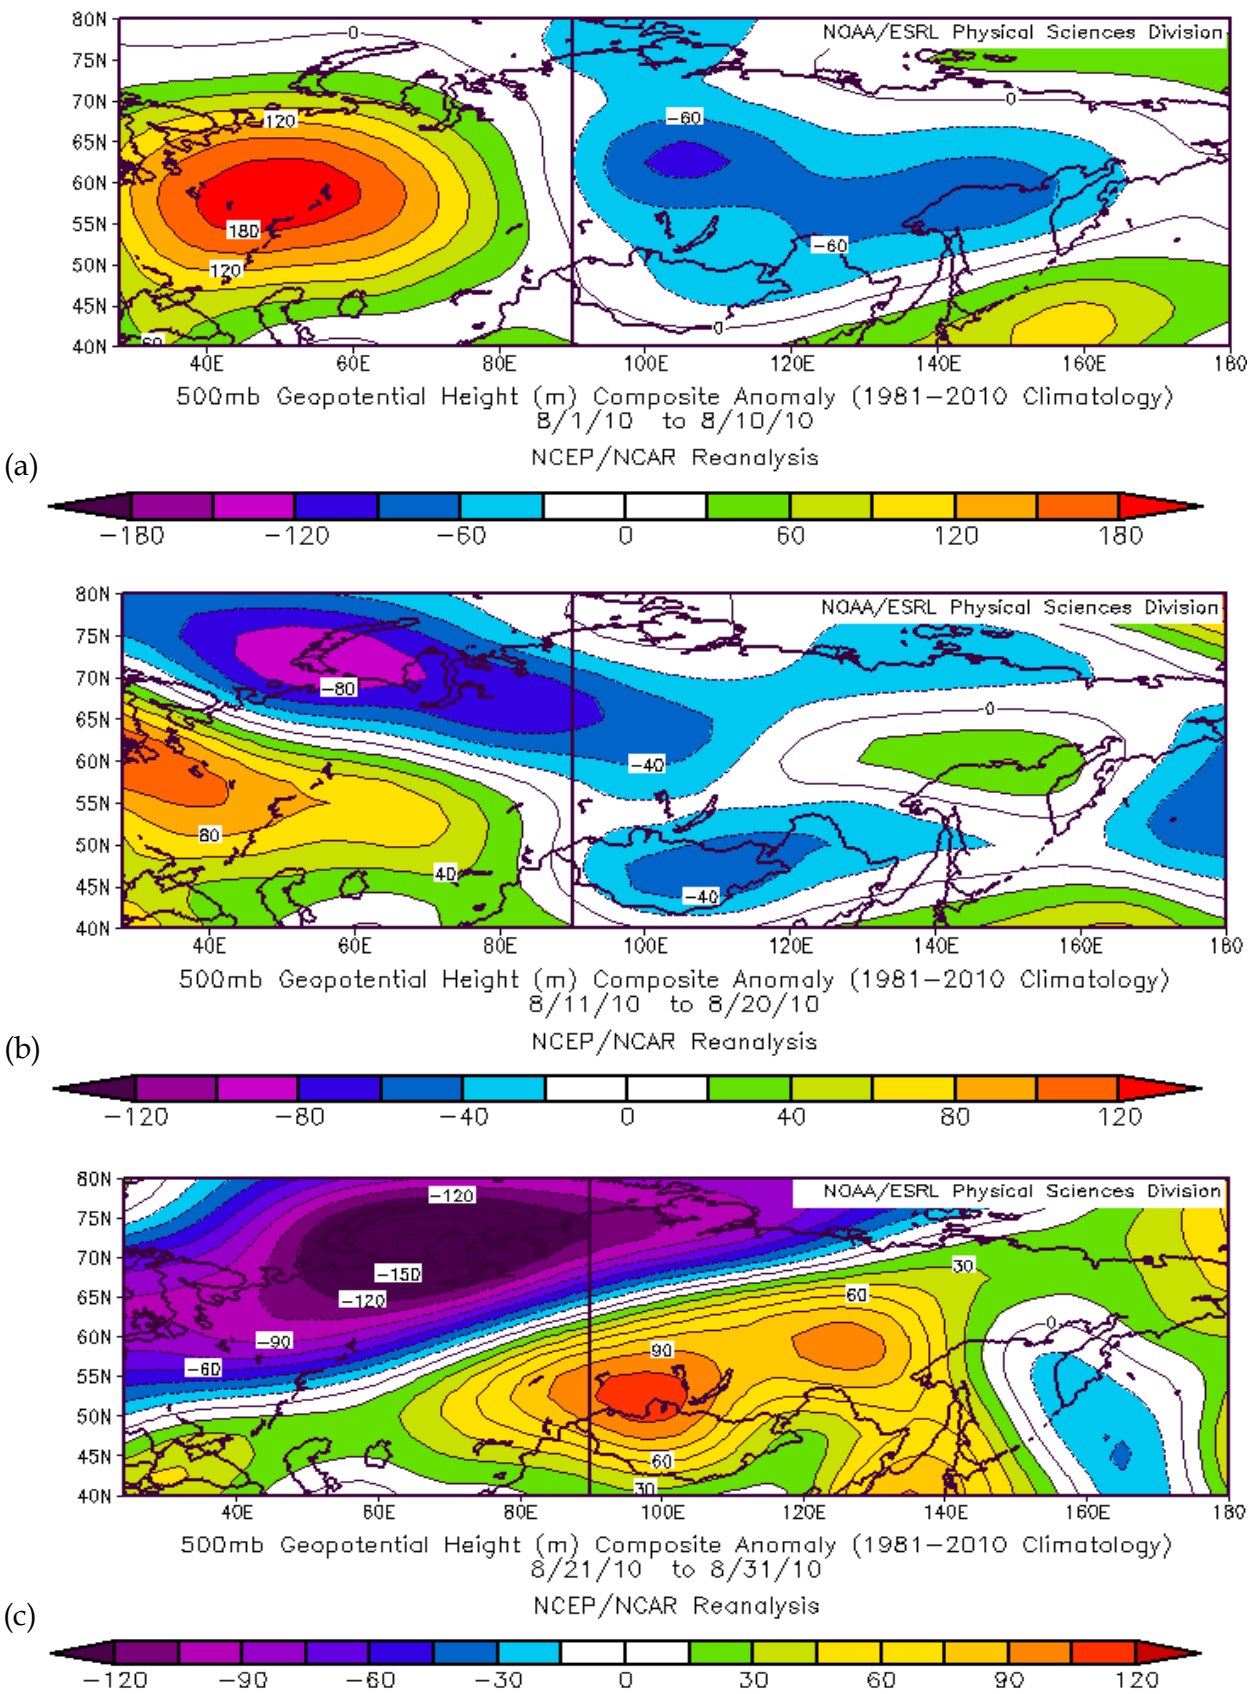 80N
NOAA/ESRL Physical Sciences Division
0
75N
70N
0
120
-60
65N
60N
55N
180
-60
50N
120
45N
0
40N
60
40E 60E 80E 100E 120E 140E 160E 180
500mb Geopotential Height (m) Composite Anomaly (1981-2010 Climatology)
8/1/10 to 8/10/10
NCEP/NCAR Reanalysis
(a)
-180 -120 -60 0 60 120 180
80N
NOAA/ESRL Physical Sciences Division
75N
70N
-80
0
65N
60N
-40
55N
80
50N
40
45N
-40
40N
40E 60E 80E 100E 120E 140E 160E 180
500mb Geopotential Height (m) Composite Anomaly (1981-2010 Climatology)
8/11/10 to 8/20/10
NCEP/NCAR Reanalysis
(b)
-120 -80 -40 0 40 80 120
80N
-120
NOAA/ESRL Physical Sciences Division
75N
70N
-150
30
65N
-120
60
60N
-90
90
0
55N
-60
50N
45N
60
40N
30
40E 60E 80E 100E 120E 140E 160E 180
500mb Geopotential Height (m) Composite Anomaly (1981-2010 Climatology)
8/21/10 to 8/31/10
NCEP/NCAR Reanalysis
(c)
-120 -90 -60 -30 0 30 60 90 120